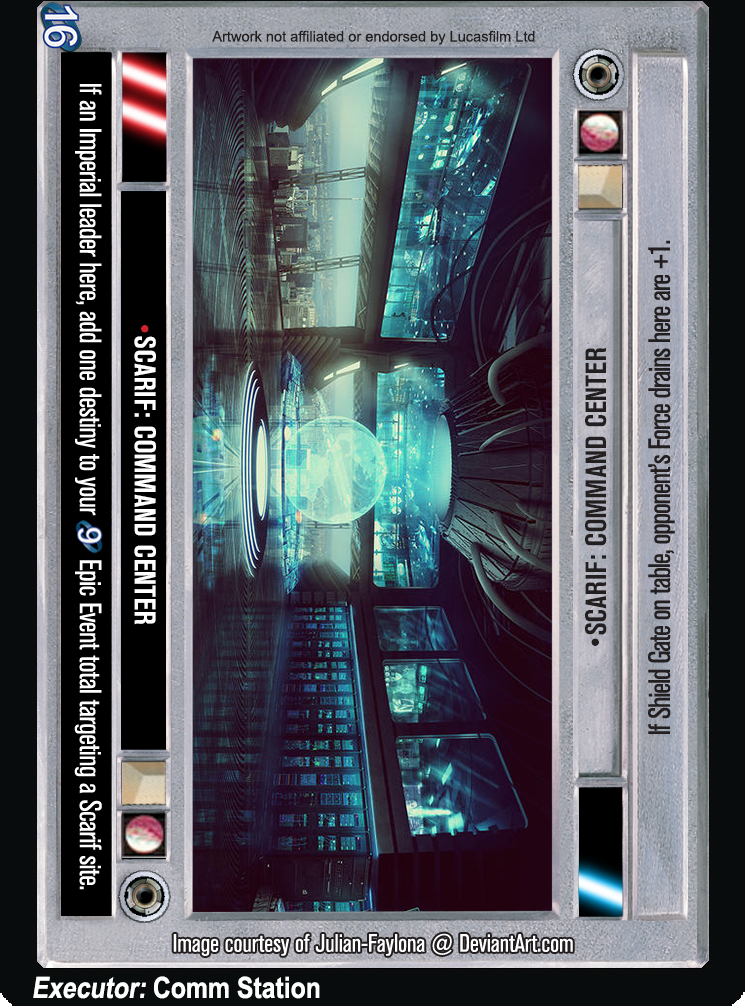 16
Artwork not affiliated or endorsed by Lucasfilm Ltd
If an Imperial leader here, add one destiny to your 9 Epic Event total targeting a Scarif site.
•SCARIF: COMMAND CENTER
•SCARIF: COMMAND CENTER
If Shield Gate on table, opponent's Force drains here are +1.
Image courtesy of Julian-Faylona @ DeviantArt.com
Executor: Comm Station